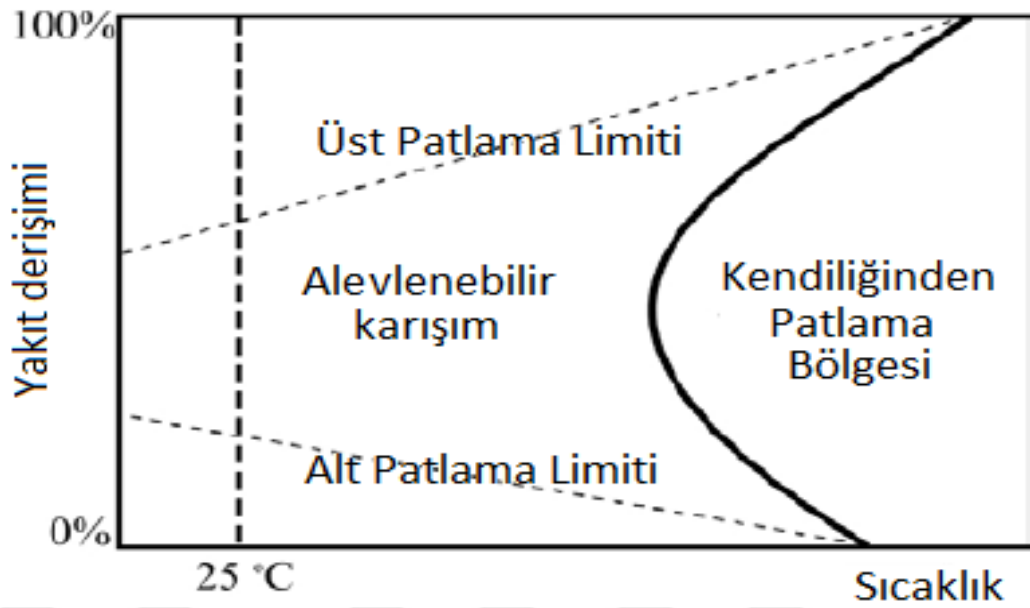 100%
Üst Patlama Limiti
Yakıt derişimi
Alevlenebilir
karışım
Kendiliğinden
Patlama
Bölgesi
Alt Patlama Limiti
0%
25 °C
Sıcaklık